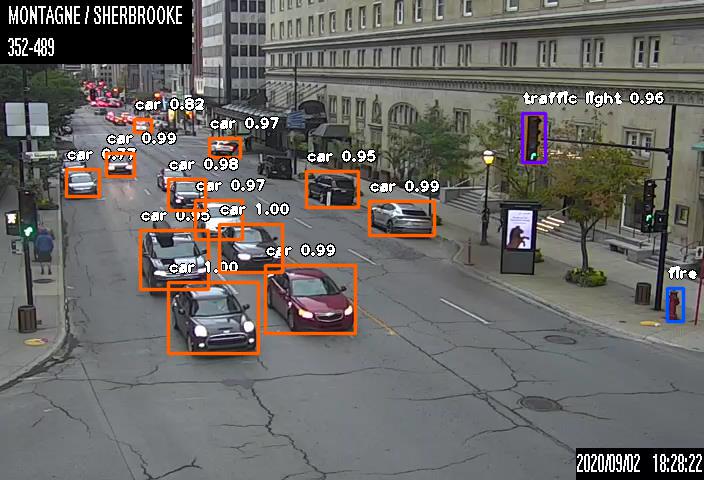 MONTAGNE / SHERBROOKE
352-489
traffic light 0.96
car 0.82
car 0.97
car 0.99
car 0.77
car 0.98
car 0.95
car 0.97
car 0.99
car 0.95
car 1.00
car 0.99
car 1.00
fire
2020/09/02 18:28:22